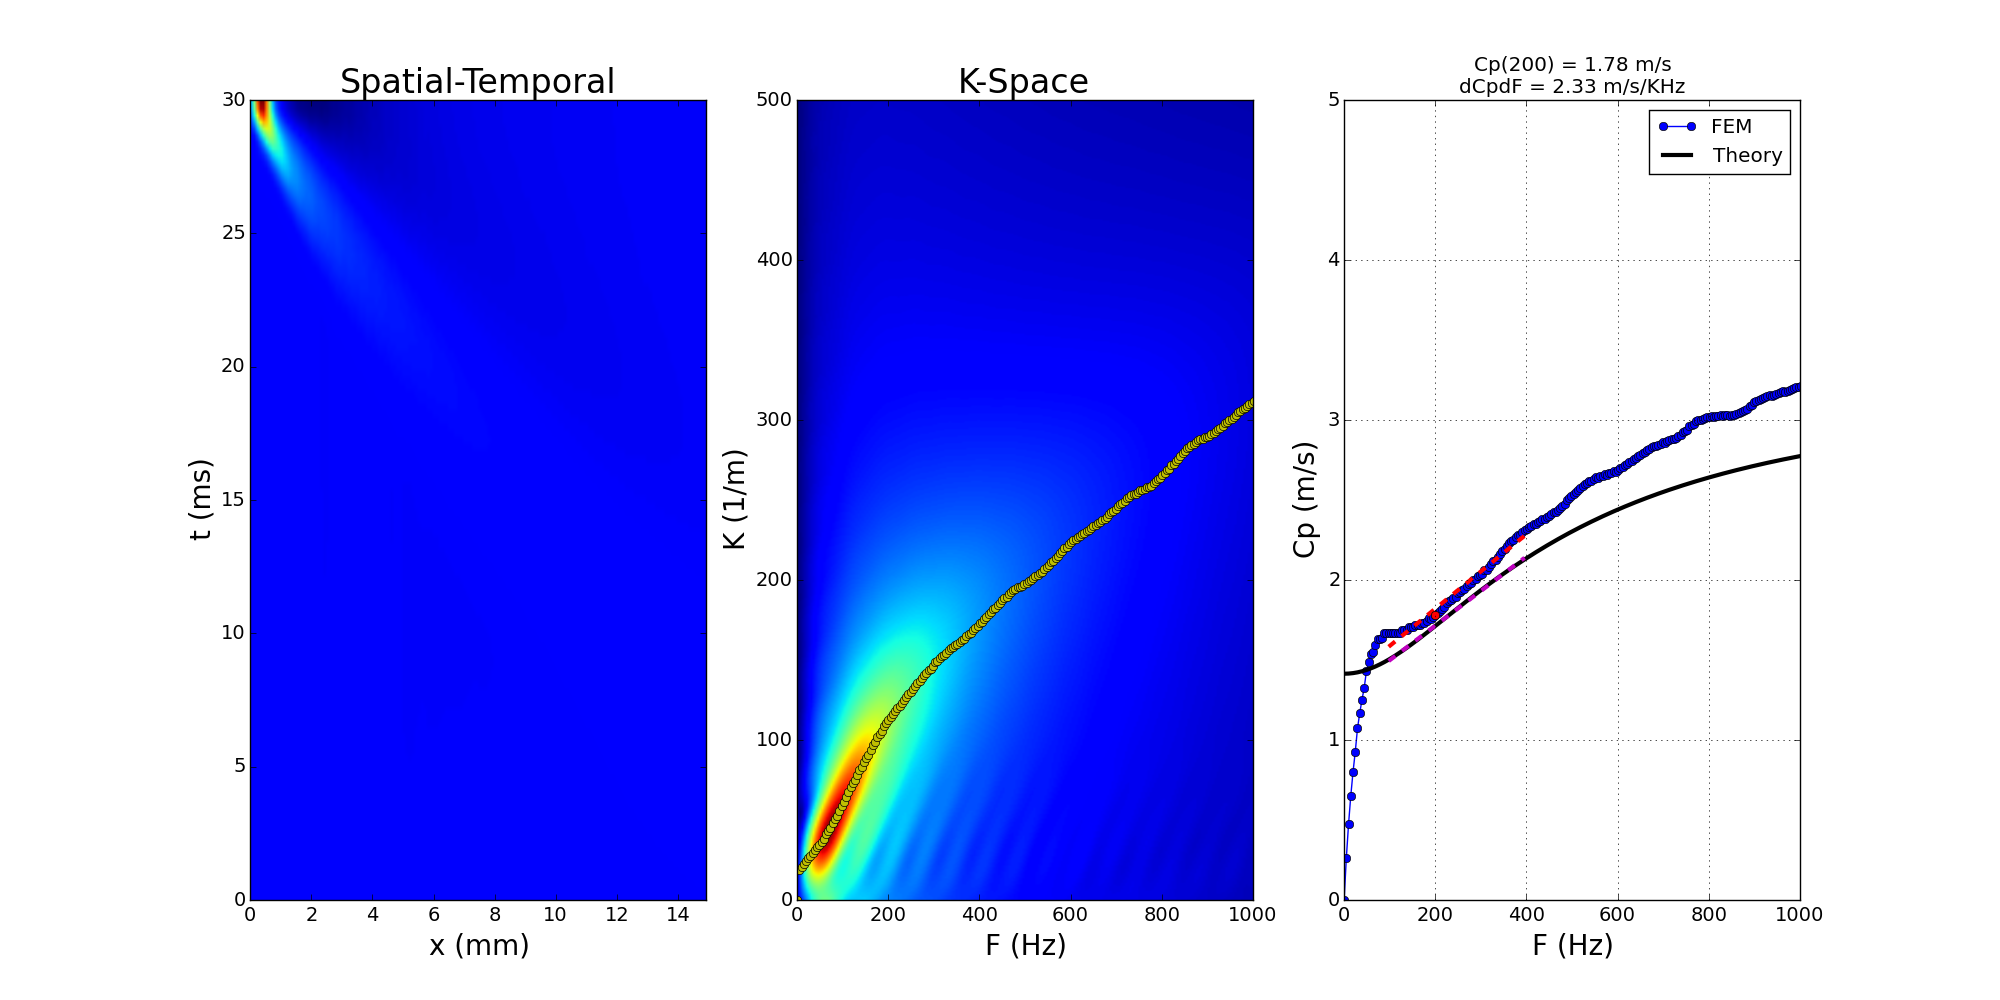 Spatial-Temporal
30
25
20
15
10
5
0
t (ms)
0 2 4 6 8 10 12 14
x (mm)
K-Space
500
400
300
200
100
0
K (1/m)
0 200 400 600 800 1000
F (Hz)
Cp(200) = 1.78 m/s
dCpdF = 2.33 m/s/KHz
FEM
Theory
5
4
3
2
1
0
Cp (m/s)
0 200 400 600 800 1000
F (Hz)